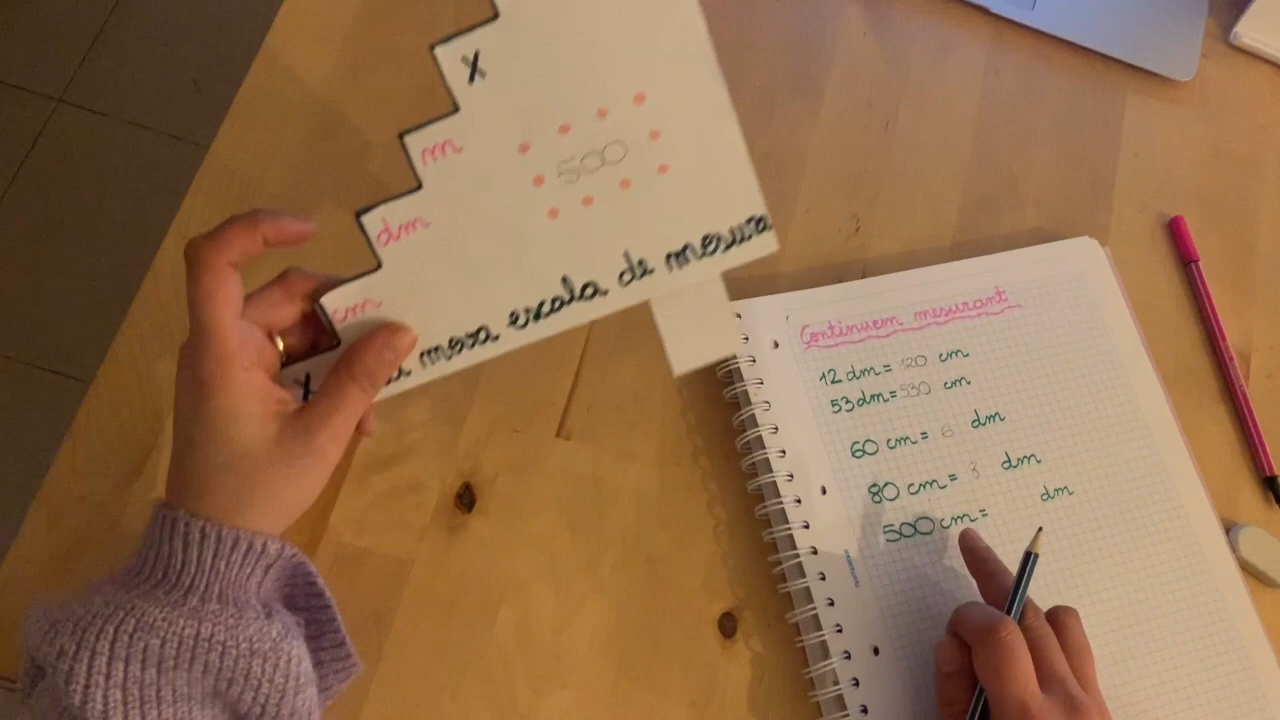 X
m
500
dm
cm
X
la meva escala de mesura
Continuem mesurant
12 dm = 120 cm
53 dm = 530 cm
60 cm = 6 dm
80 cm = 8 dm
500 cm = dm